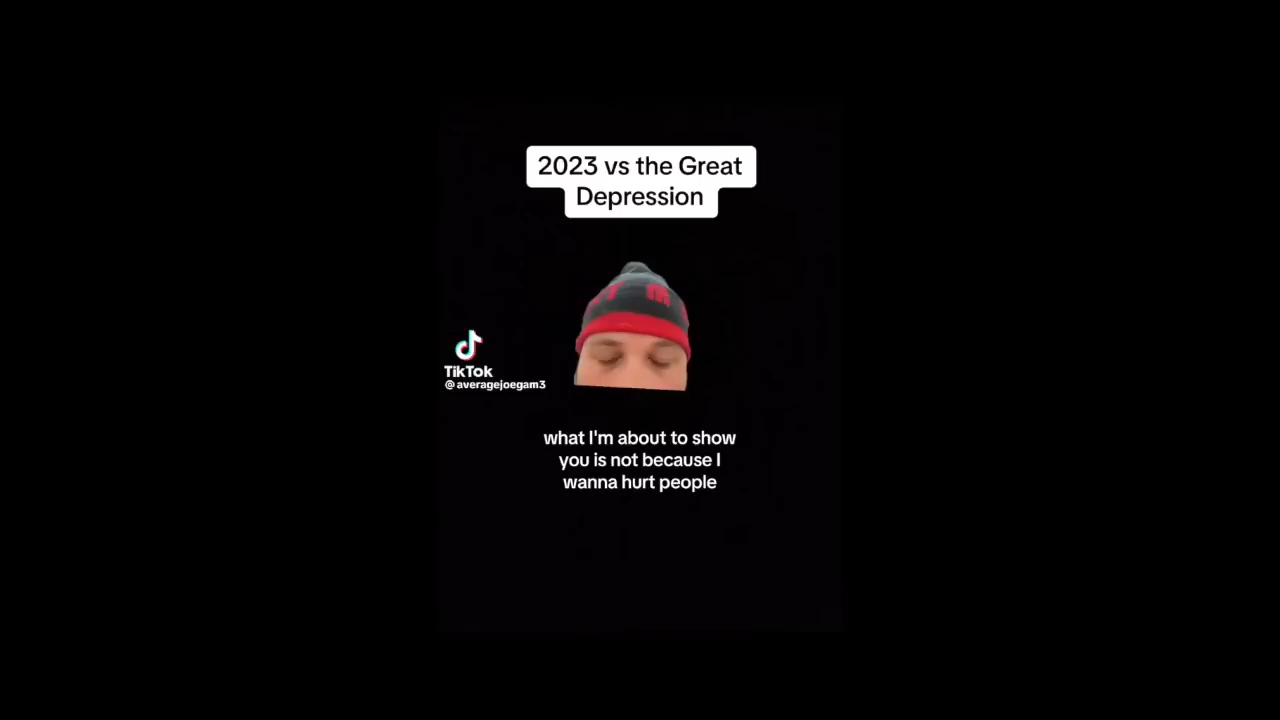 2023 vs the Great
Depression
TikTok
@averagejoegam3
what I'm about to show
you is not because I
wanna hurt people